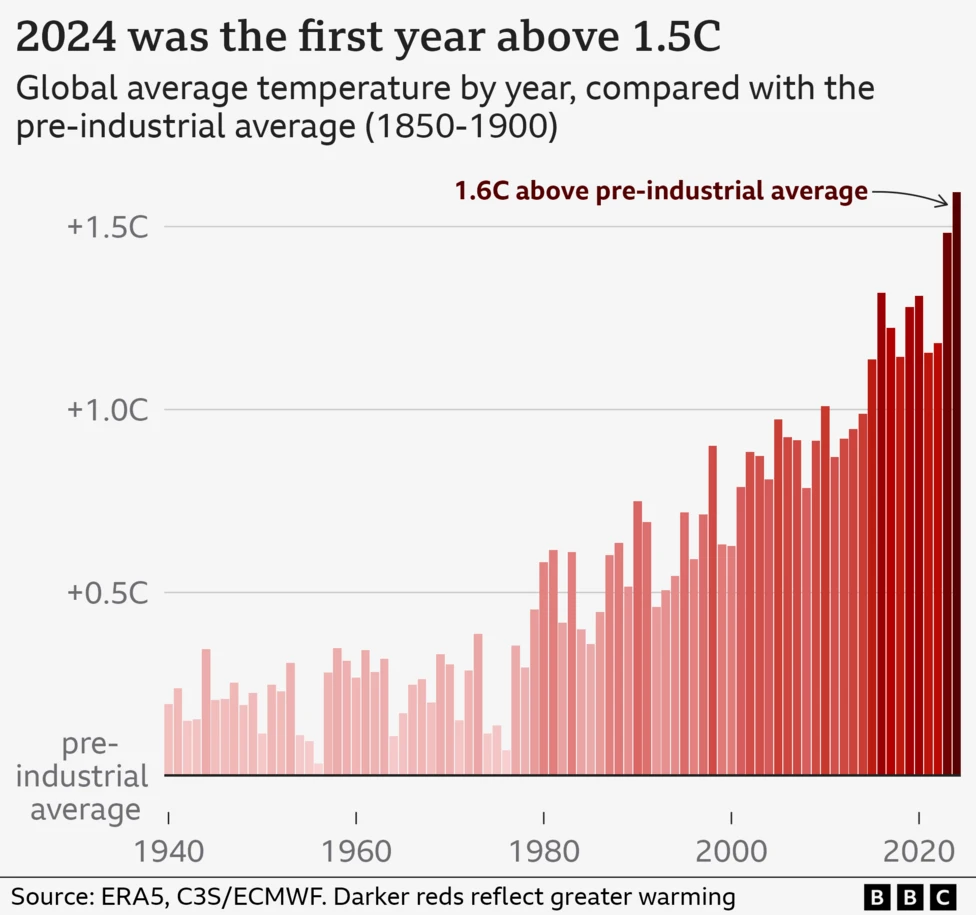 2024 was the first year above 1.5C
Global average temperature by year, compared with the
pre-industrial average (1850-1900)
1.6C above pre-industrial average
+1.5C
+1.0C
+0.5C
pre-
industrial
average
1940 1960 1980 2000 2020
Source: ERA5, C3S/ECMWF. Darker reds reflect greater warming
BBC